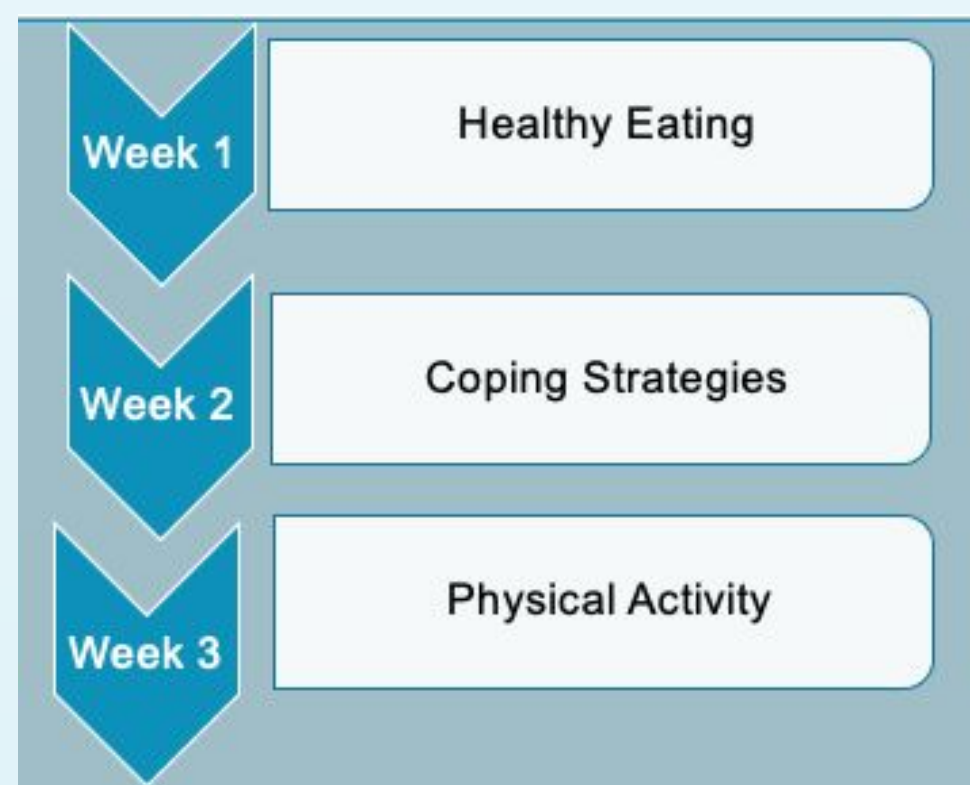 Week 1
Healthy Eating
Week 2
Coping Strategies
Week 3
Physical Activity